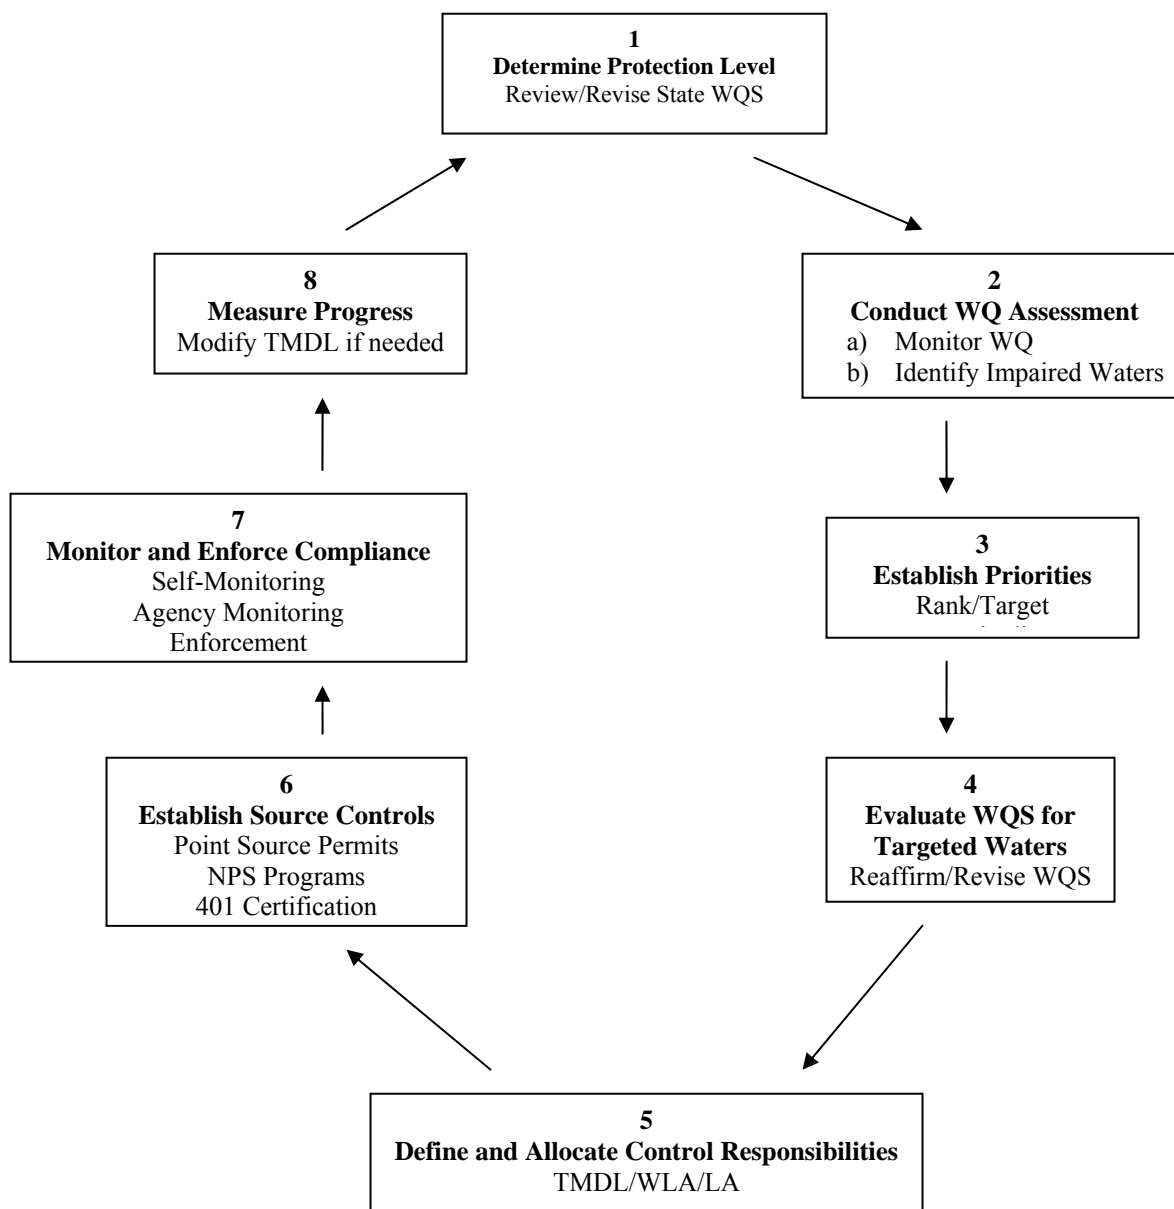 1
Determine Protection Level
Review/Revise State WQS
2
Conduct WQ Assessment
a) Monitor WQ
b) Identify Impaired Waters
3
Establish Priorities
Rank/Target
4
Evaluate WQS for
Targeted Waters
Reaffirm/Revise WQS
5
Define and Allocate Control Responsibilities
TMDL/WLA/LA
6
Establish Source Controls
Point Source Permits
NPS Programs
401 Certification
7
Monitor and Enforce Compliance
Self-Monitoring
Agency Monitoring
Enforcement
8
Measure Progress
Modify TMDL if needed